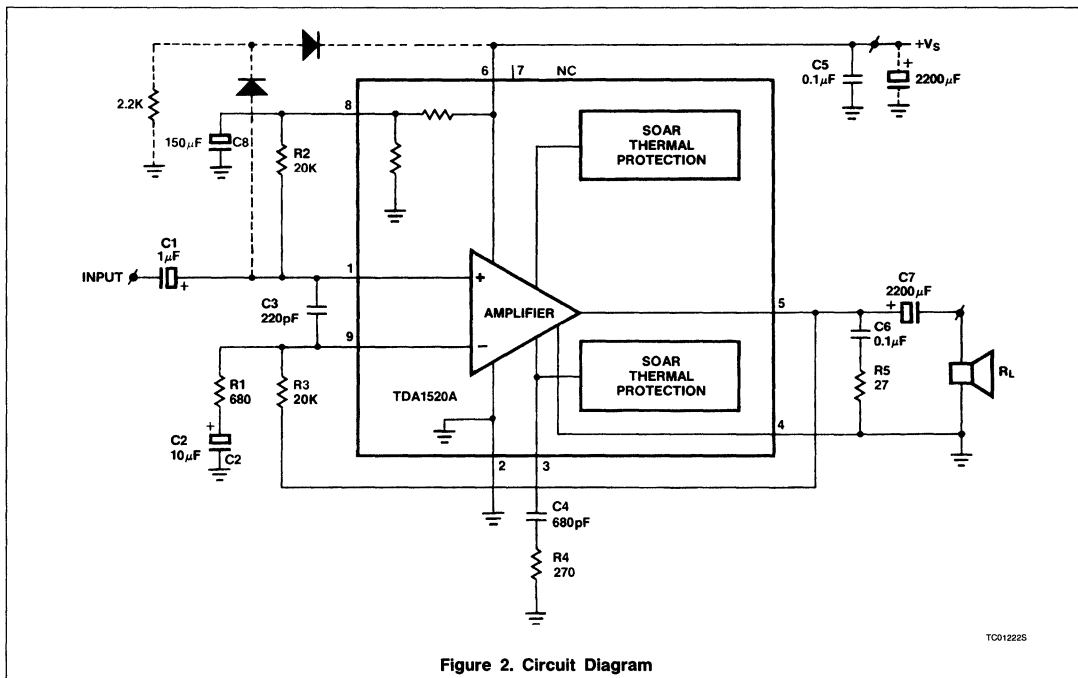 +VS
6
7
NC
C5
0.1μF
+
2200μF
2.2K
8
150μF
C8
R2
20K
SOAR
THERMAL
PROTECTION
C1
1μF
INPUT
+
1
+
C3
220pF
AMPLIFIER
5
C7
2200μF
+
C6
0.1μF
9
−
R1
680
R3
20K
SOAR
THERMAL
PROTECTION
R5
27
RL
TDA1520A
+
C2
10μF
C2
4
2
3
C4
680pF
R4
270
TC01222S
Figure 2. Circuit Diagram